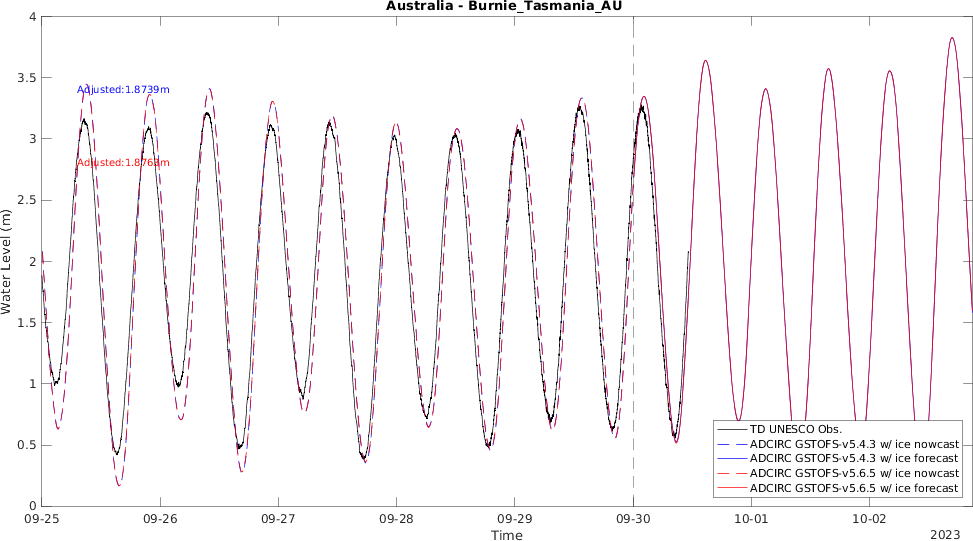 Australia - Burnie_Tasmania_AU
4
3.5
3
2.5
2
1.5
1
0.5
0
Water Level (m)
Adjusted:1.8739m
TD UNESCO Obs.
ADCIRC GSTOFS-v5.4.3 w/ ice nowcast
ADCIRC GSTOFS-v5.4.3 w/ ice forecast
ADCIRC GSTOFS-v5.6.5 w/ ice nowcast
ADCIRC GSTOFS-v5.6.5 w/ ice forecast
09-25 09-26 09-27 09-28 09-29 09-30 10-01 10-02
Time
2023